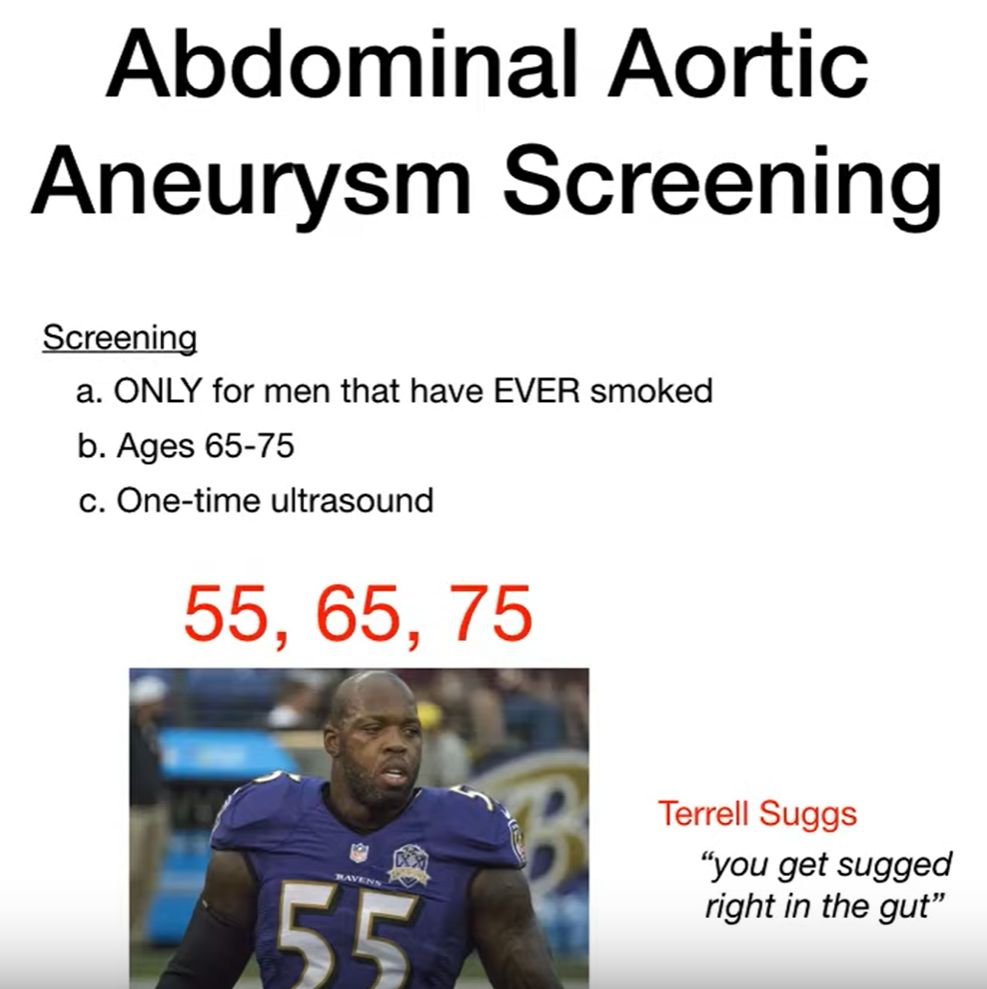 Abdominal Aortic
Aneurysm Screening
Screening
a. ONLY for men that have EVER smoked
b. Ages 65-75
c. One-time ultrasound
55, 65, 75
Terrell Suggs
“you get sugged
right in the gut”
RAVENS
55